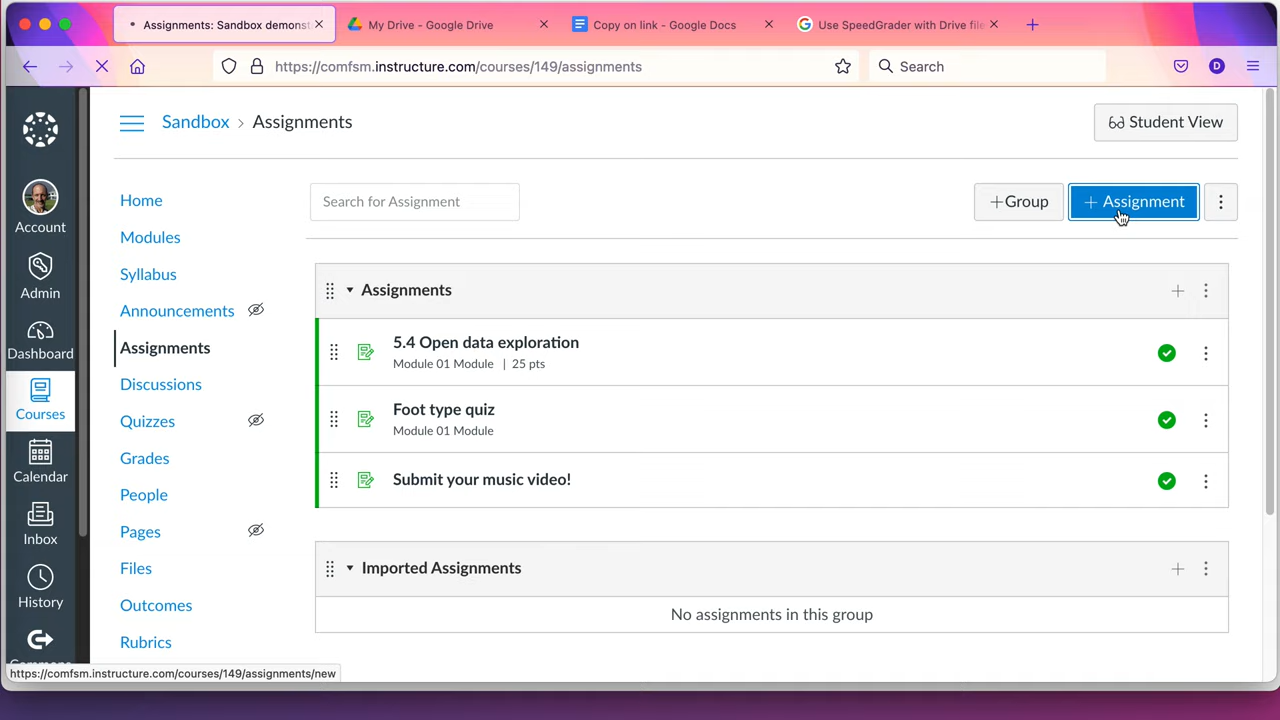 Assignments: Sandbox demonst
My Drive - Google Drive
Copy on link - Google Docs
Use SpeedGrader with Drive file
https://comfsm.instructure.com/courses/149/assignments
Search
D
Sandbox > Assignments
Student View
Account
Admin
Dashboard
Courses
Calendar
Inbox
History
Home
Modules
Syllabus
Announcements
Assignments
Discussions
Quizzes
Grades
People
Pages
Files
Outcomes
Rubrics
Search for Assignment
+Group
+ Assignment
Assignments
5.4 Open data exploration
Module 01 Module | 25 pts
Foot type quiz
Module 01 Module
Submit your music video!
Imported Assignments
No assignments in this group
https://comfsm.instructure.com/courses/149/assignments/new